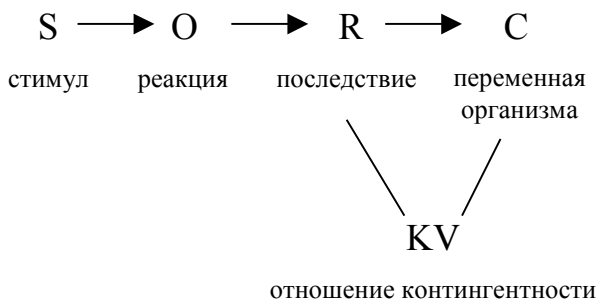 S O R C
стимул реакция последствие переменная
организма
KV
отношение контингентности